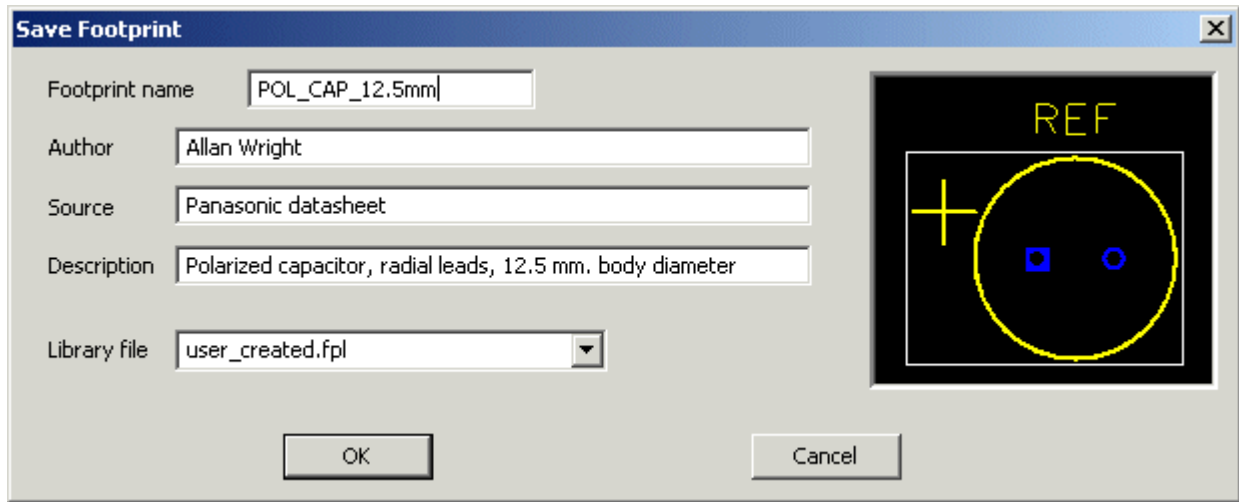 Save Footprint
Footprint name POL_CAP_12.5mm
REF
Author Allan Wright
Source Panasonic datasheet
Description Polarized capacitor, radial leads, 12.5 mm. body diameter
Library file user_created.fpl
OK Cancel